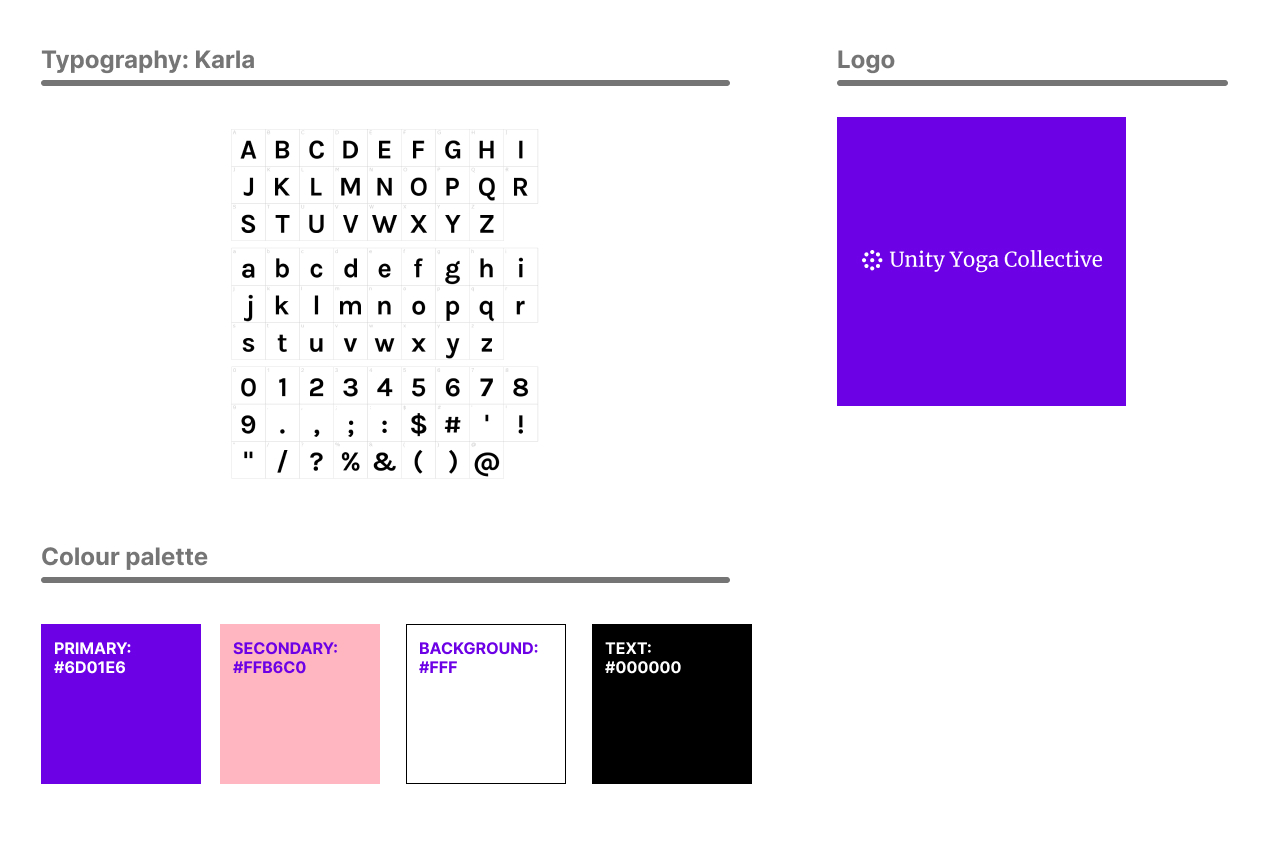 Typography: Karla
A B C D E F G H I
J K L M N O P Q R
S T U V W X Y Z
a b c d e f g h i
j k l m n o p q r
s t u v w x y z
0 1 2 3 4 5 6 7 8
9 . , ; : $ # ' !
" / ? % & ( ) @
Logo
Unity Yoga Collective
Colour palette
PRIMARY:
#6D01E6
SECONDARY:
#FFB6C0
BACKGROUND:
#FFF
TEXT:
#000000